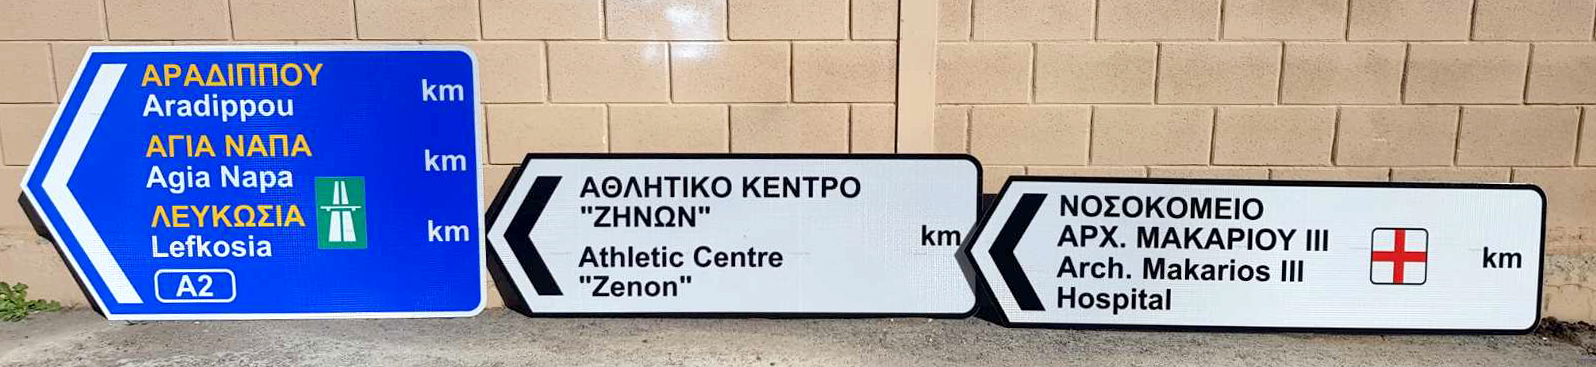 ΑΡΑΔΙΠΠΟΥ
Aradippou
km
ΑΓΙΑ ΝΑΠΑ
Agia Napa
km
ΛΕΥΚΩΣΙΑ
Lefkosia
km
A2
ΑΘΛΗΤΙΚΟ ΚΕΝΤΡΟ
"ΖΗΝΩΝ"
Athletic Centre
"Zenon"
km
ΝΟΣΟΚΟΜΕΙΟ
ΑΡΧ. ΜΑΚΑΡΙΟΥ III
Arch. Makarios III
Hospital
km